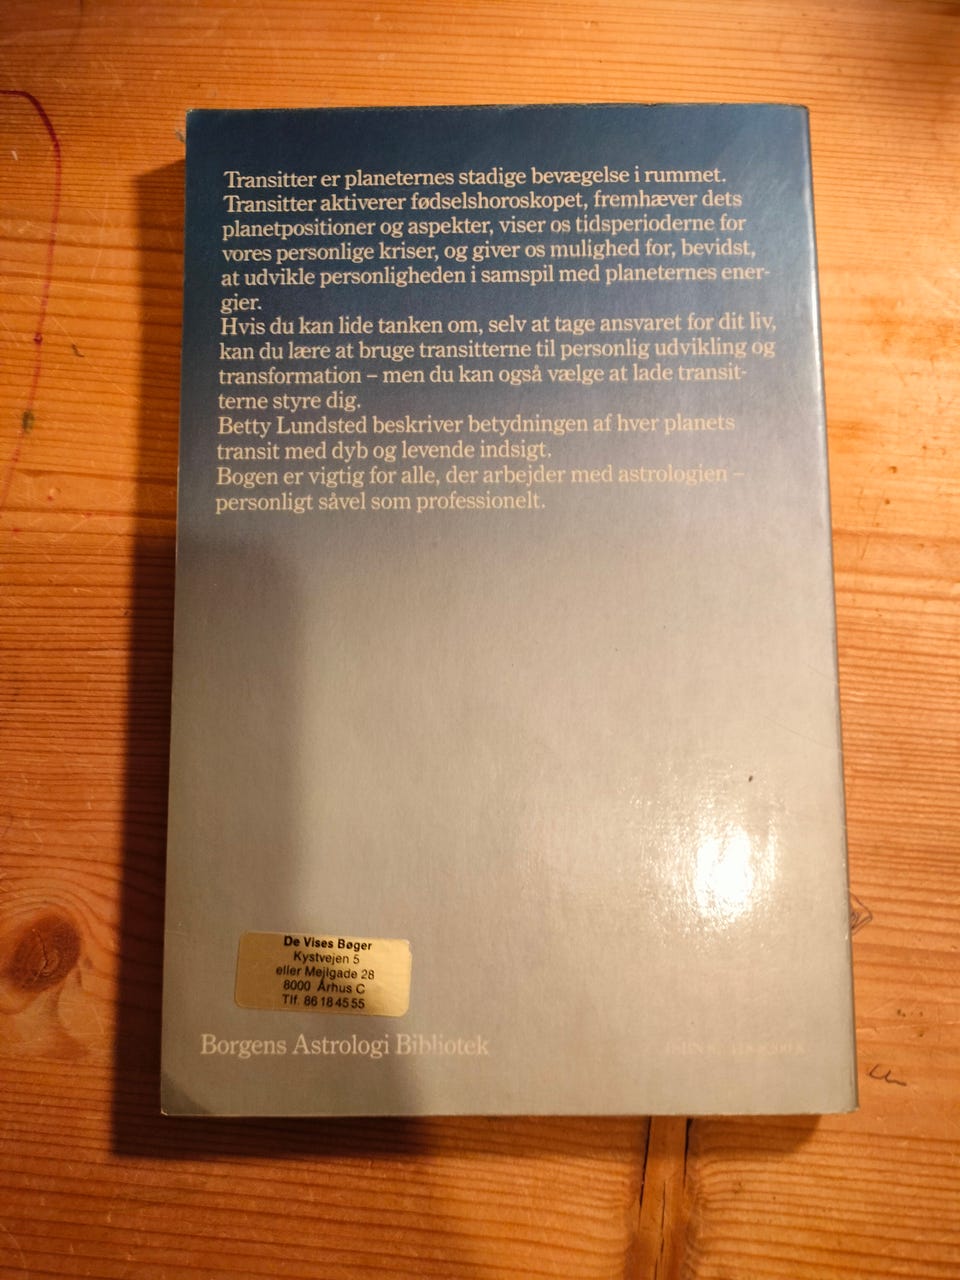 Transitter er planeternes stadige bevægelse i rummet.
Transitter aktiverer fødselshoroskopet, fremhæver dets
planetpositioner og aspekter, viser os tidsperioderne for
vores personlige kriser, og giver os mulighed for, bevidst,
at udvikle personligheden i samspil med planeternes ener-
gier.
Hvis du kan lide tanken om, selv at tage ansvaret for dit liv,
kan du lære at bruge transitterne til personlig udvikling og
transformation – men du kan også vælge at lade transit-
terne styre dig.
Betty Lundsted beskriver betydningen af hver planets
transit med dyb og levende indsigt.
Bogen er vigtig for alle, der arbejder med astrologien –
personligt såvel som professionelt.
De Vises Bøger
Kystvejen 5
eller Mejlgade 28
8000 Århus C
Tlf. 86 18 45 55
Borgens Astrologi Bibliotek
ISBN